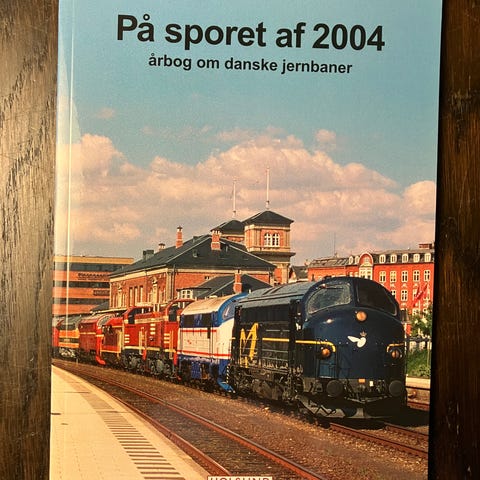 På sporet af 2004
årbog om danske jernbaner